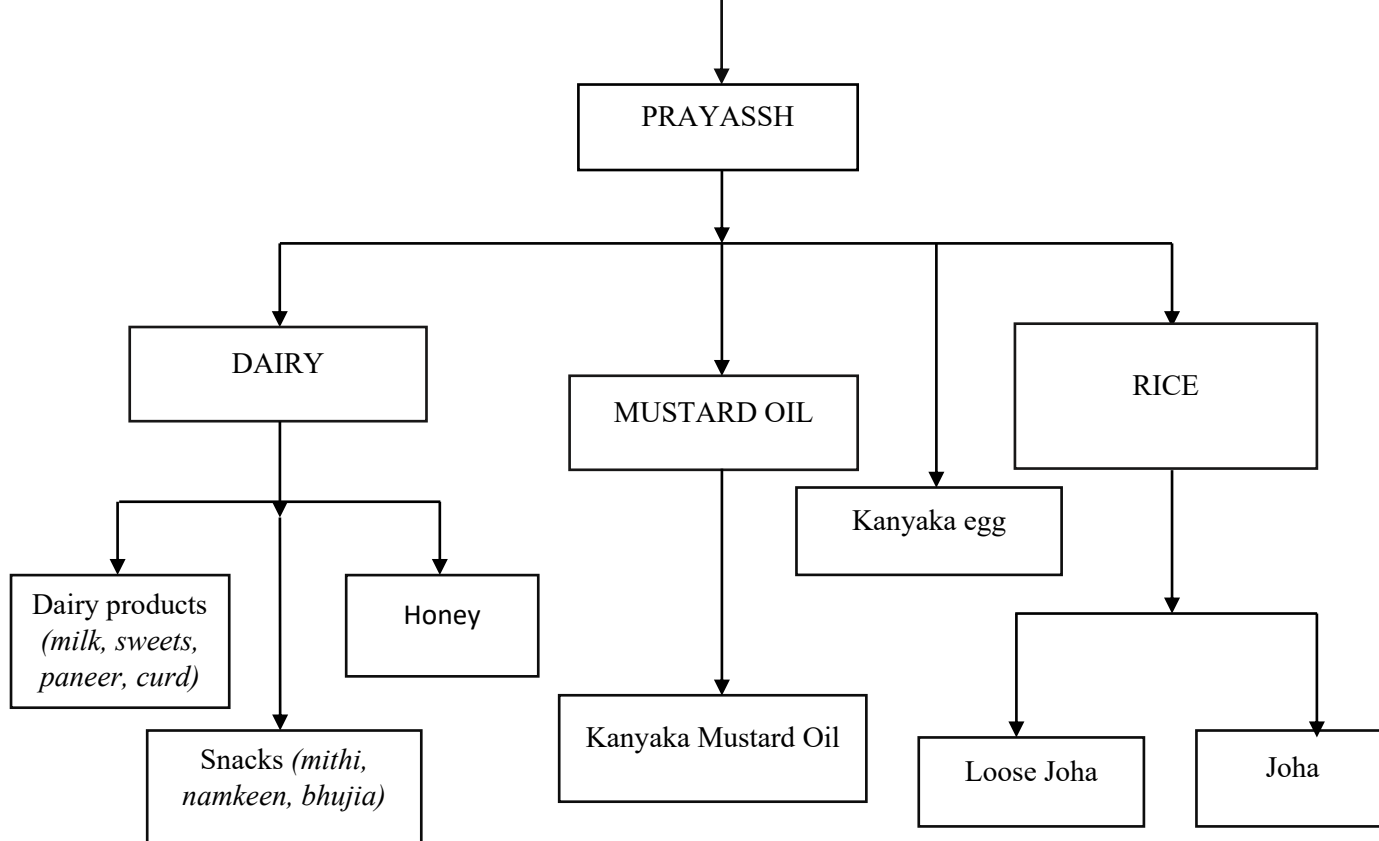 PRAYASSH
DAIRY
MUSTARD OIL
RICE
Kanyaka egg
Dairy products
(milk, sweets,
paneer, curd)
Honey
Snacks (mithi,
namkeen, bhujia)
Kanyaka Mustard Oil
Loose Joha
Joha